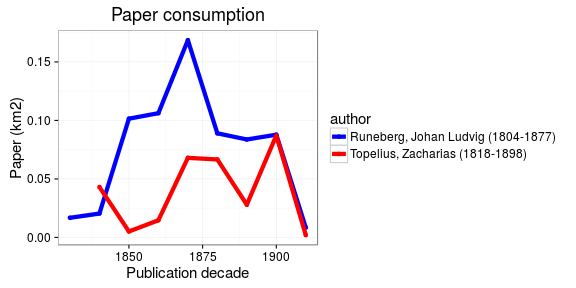 Paper consumption
Paper (km2)
0.15
0.10
0.05
0.00
1850 1875 1900
Publication decade
author
Runeberg, Johan Ludvig (1804-1877)
Topelius, Zacharias (1818-1898)